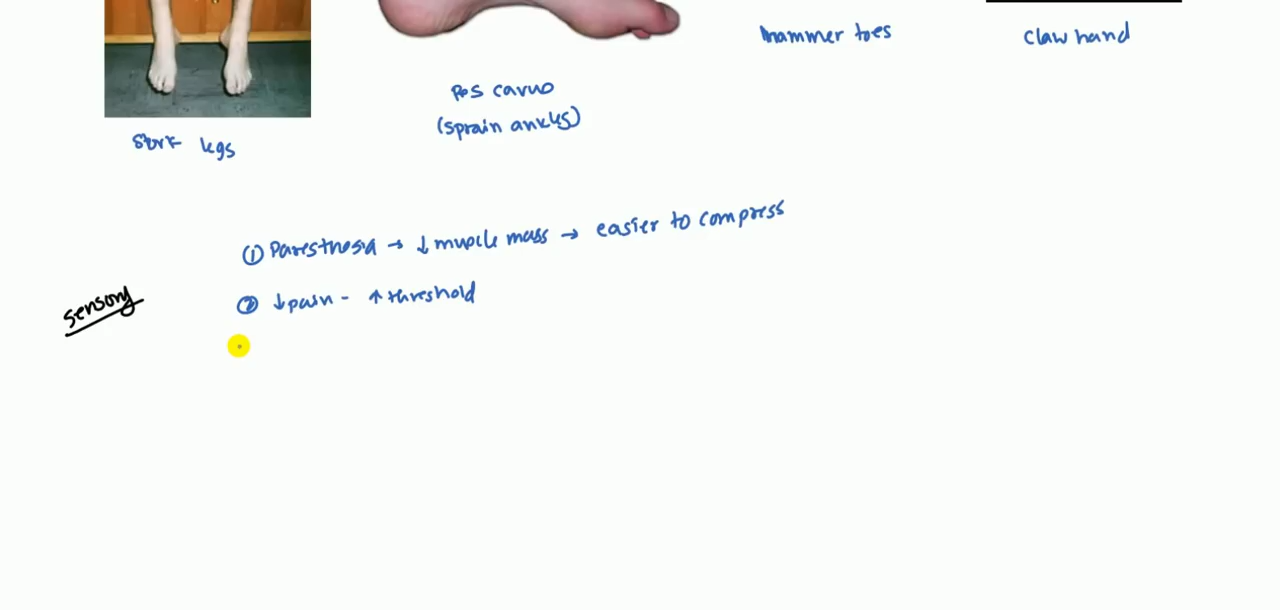 hammer toes
claw hand
pes cavus
(sprain ankles)
stork legs
① Paresthesia → ↓ muscle mass → easier to compress
sensory
② ↓ pain - ↑ threshold